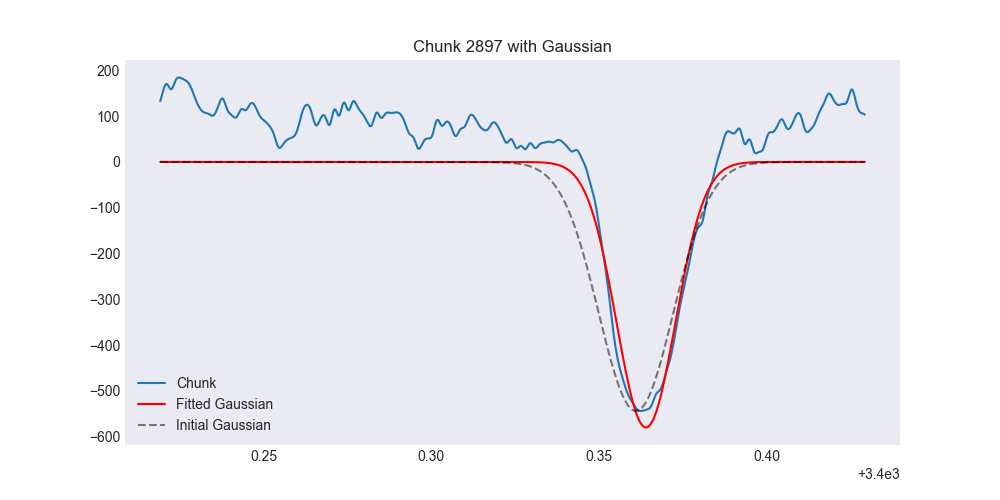 Chunk 2897 with Gaussian
200
100
0
−100
−200
−300
−400
−500
−600
Chunk
Fitted Gaussian
Initial Gaussian
0.25 0.30 0.35 0.40
+3.4e3